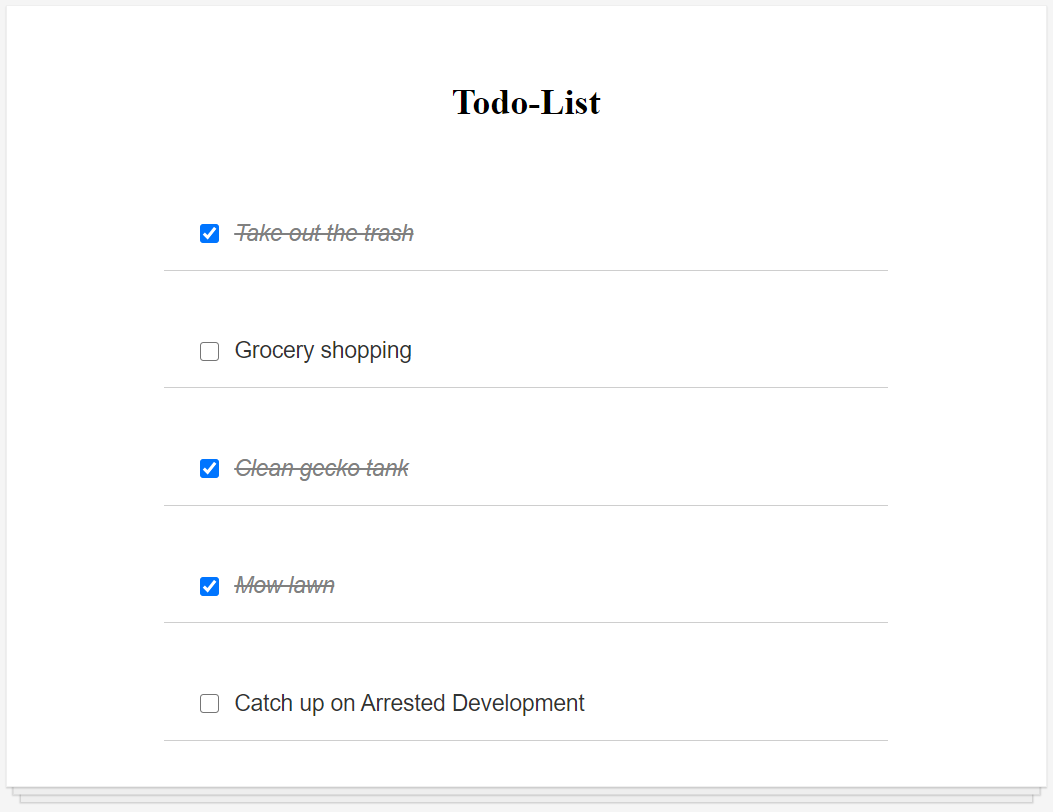 Todo-List
Take out the trash
Grocery shopping
Clean gecko tank
Mow lawn
Catch up on Arrested Development